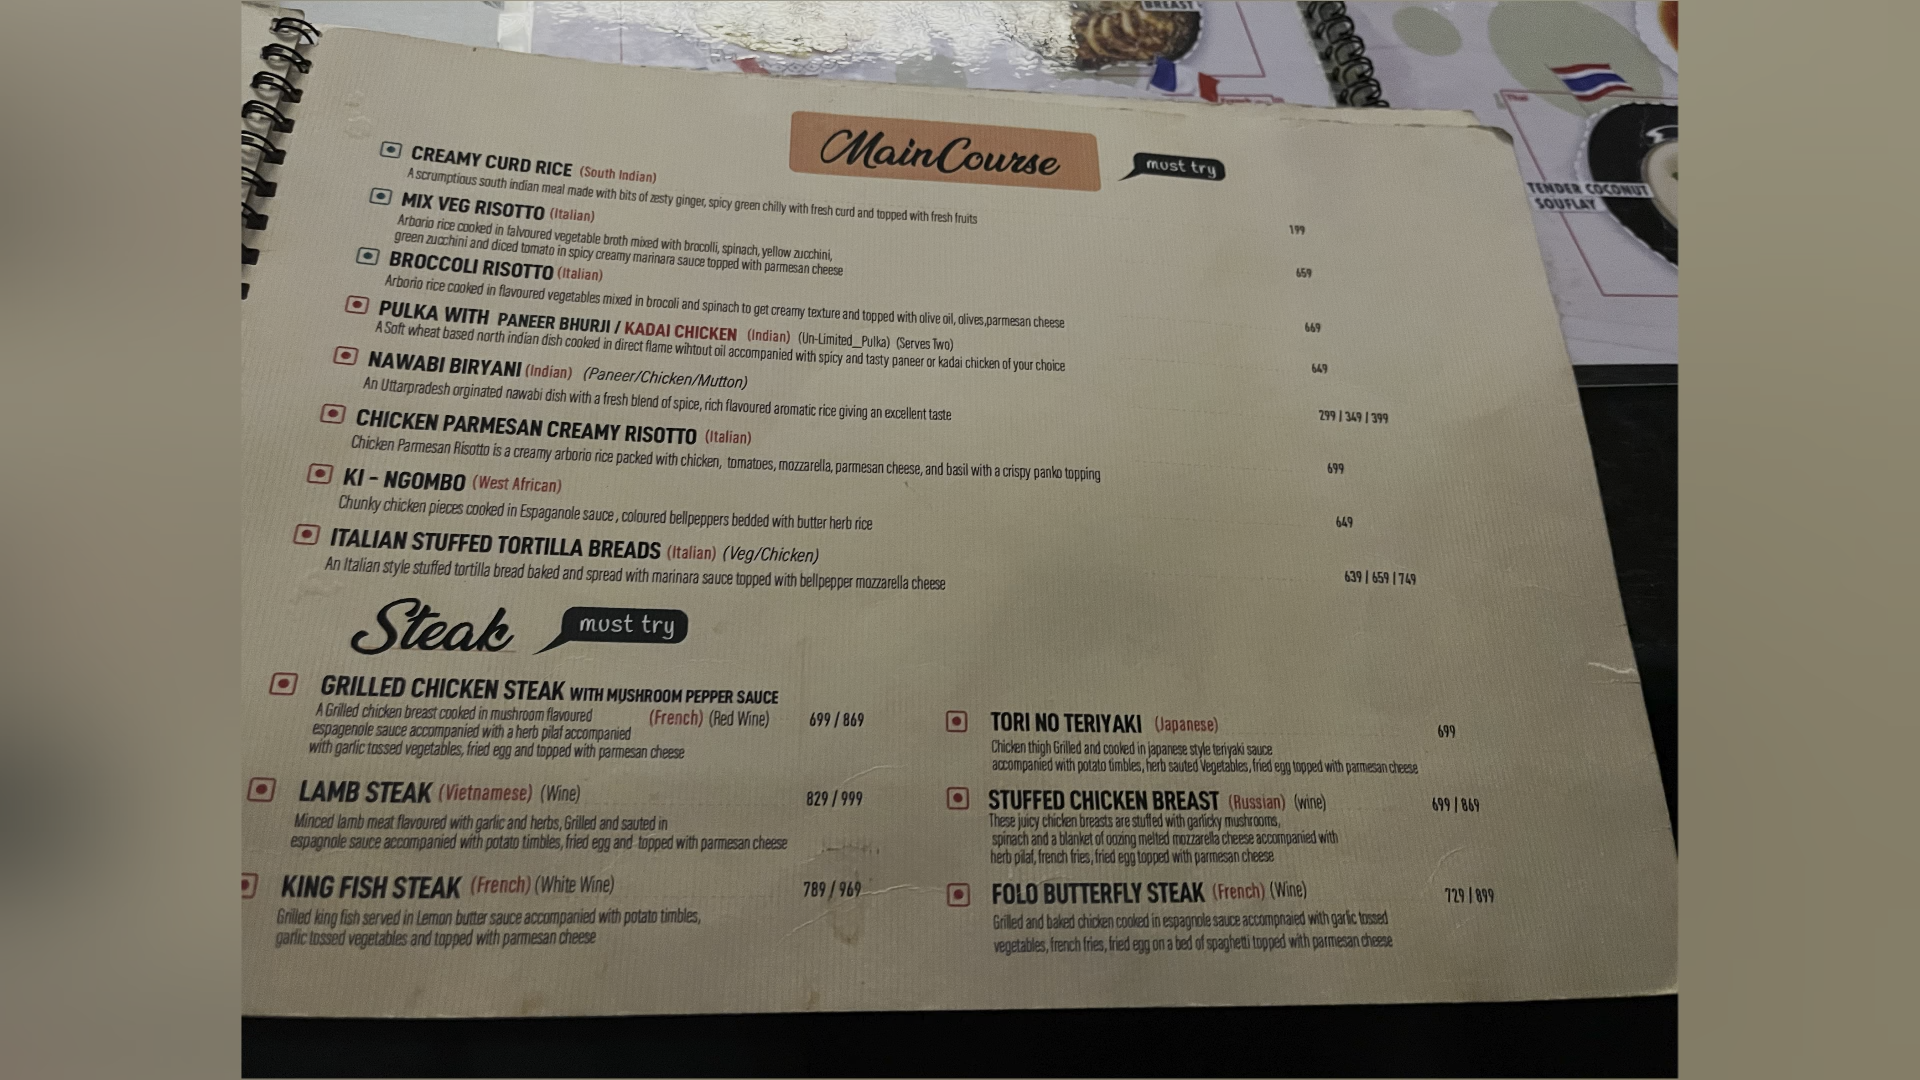 BREAST
TENDER COCONUT
SOUFLAY
MainCourse
must try
CREAMY CURD RICE (South Indian)
A scrumptious south indian meal made with bits of zesty ginger, spicy green chilly with fresh curd and topped with fresh fruits
199
MIX VEG RISOTTO (Italian)
Arborio rice cooked in falvoured vegetable broth mixed with brocolli, spinach, yellow zucchini,
green zucchini and diced tomato in spicy creamy marinara sauce topped with parmesan cheese
659
BROCCOLI RISOTTO (Italian)
Arborio rice cooked in flavoured vegetables mixed in brocoli and spinach to get creamy texture and topped with olive oil, olives,parmesan cheese
669
PULKA WITH PANEER BHURJI / KADAI CHICKEN (Indian) (Un-Limited_Pulka) (Serves Two)
A Soft wheat based north indian dish cooked in direct flame wihtout oil accompanied with spicy and tasty paneer or kadai chicken of your choice
649
NAWABI BIRYANI (Indian) (Paneer/Chicken/Mutton)
An Uttarpradesh orginated nawabi dish with a fresh blend of spice, rich flavoured aromatic rice giving an excellent taste
299 | 349 | 399
CHICKEN PARMESAN CREAMY RISOTTO (Italian)
Chicken Parmesan Risotto is a creamy arborio rice packed with chicken, tomatoes, mozzarella, parmesan cheese, and basil with a crispy panko topping
699
KI - NGOMBO (West African)
Chunky chicken pieces cooked in Espaganole sauce , coloured bellpeppers bedded with butter herb rice
649
ITALIAN STUFFED TORTILLA BREADS (Italian) (Veg/Chicken)
An Italian style stuffed tortilla bread baked and spread with marinara sauce topped with bellpepper mozzarella cheese
639 | 659 | 749
Steak
must try
GRILLED CHICKEN STEAK WITH MUSHROOM PEPPER SAUCE
(French) (Red Wine) 699 / 869
A Grilled chicken breast cooked in mushroom flavoured
espagenole sauce accompanied with a herb pilaf accompanied
with garlic tossed vegetables, fried egg and topped with parmesan cheese
LAMB STEAK (Vietnamese) (Wine) 829 / 999
Minced lamb meat flavoured with garlic and herbs, Grilled and sauted in
espagnole sauce accompanied with potato timbles, fried egg and topped with parmesan cheese
KING FISH STEAK (French) (White Wine) 789 / 969
Grilled king fish served in Lemon butter sauce accompanied with potato timbles,
garlic tossed vegetables and topped with parmesan cheese
TORI NO TERIYAKI (Japanese) 699
Chicken thigh Grilled and cooked in japanese style teriyaki sauce
accompanied with potato timbles, herb sauted Vegetables, fried egg topped with parmesan cheese
STUFFED CHICKEN BREAST (Russian) (wine) 699 / 869
These juicy chicken breasts are stuffed with garlicky mushrooms,
spinach and a blanket of oozing melted mozzarella cheese accompanied with
herb pilaf, french fries, fried egg topped with parmesan cheese
FOLO BUTTERFLY STEAK (French) (Wine) 729 | 899
Grilled and baked chicken cooked in espagnole sauce accompnaied with garlic tossed
vegetables, french fries, fried egg on a bed of spaghetti topped with parmesan cheese